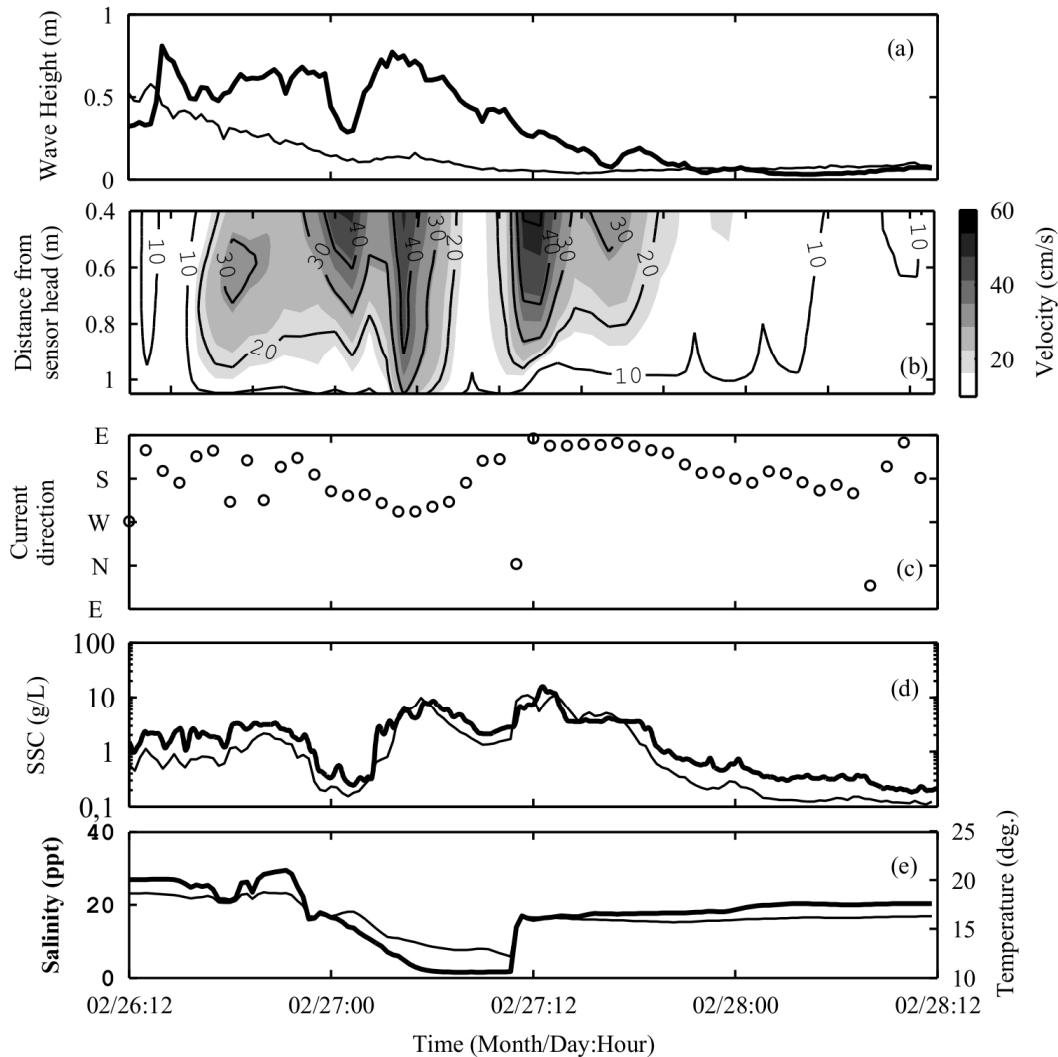 1
(a)
Wave Height (m)
0.5
0
0.4
60
10
10
30
30
40
40
30
20
40
30
30
20
10
10
0.6
Distance from
sensor head (m)
40
Velocity (cm/s)
0.8
20
20
(b)
1
10
E
S
Current
direction
W
N
(c)
E
100
(d)
10
SSC (g/L)
1
0,1
40
25
(e)
Salinity (ppt)
20
20
15
Temperature (deg.)
0
10
02/26:12
02/27:00
02/27:12
02/28:00
02/28:12
Time (Month/Day:Hour)